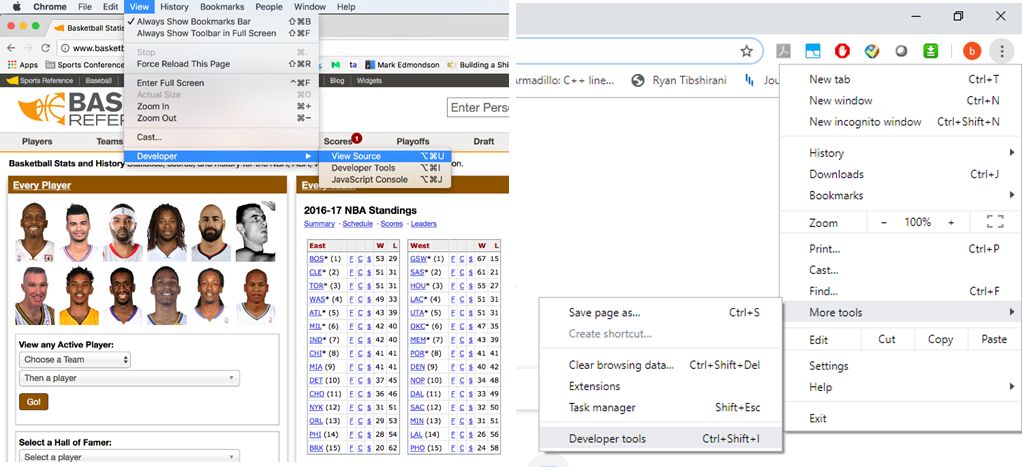 Chrome File Edit View History Bookmarks People Window Help
Basketball Stats
www.basketb
Apps Sports Conference
ta Mark Edmondson Building a Shi
Sports Reference Baseball
Blog Widgets
BAS
REFER
Enter Pers
Players Teams Scores 1 Playoffs Draft
Basketball Stats and History
✓ Always Show Bookmarks Bar ⇧⌘B
Always Show Toolbar in Full Screen ⇧⌘F
Stop ⌘.
Force Reload This Page ⇧⌘R
Enter Full Screen ^⌘F
Actual Size ⌘0
Zoom In ⌘+
Zoom Out ⌘−
Cast...
Developer
View Source ⌥⌘U
Developer Tools ⌥⌘I
JavaScript Console ⌥⌘J
Every Player
View any Active Player:
Choose a Team
Then a player
Go!
Select a Hall of Famer:
Select a player
Every
2016-17 NBA Standings
Summary · Schedule · Scores · Leaders
East W L West W L
BOS* (1) F C S 53 29 GSW* (1) F C S 67 15
CLE* (2) F C S 51 31 SAS* (2) F C S 61 21
TOR* (3) F C S 51 31 HOU* (3) F C S 55 27
WAS* (4) F C S 49 33 LAC* (4) F C S 51 31
ATL* (5) F C S 43 39 UTA* (5) F C S 51 31
MIL* (6) F C S 42 40 OKC* (6) F C S 47 35
IND* (7) F C S 42 40 MEM* (7) F C S 43 39
CHI* (8) F C S 41 41 POR* (8) F C S 41 41
MIA (9) F C S 41 41 DEN (9) F C S 40 42
DET (10) F C S 37 45 NOP (10) F C S 34 48
CHO (11) F C S 36 46 DAL (11) F C S 33 49
NYK (12) F C S 31 51 SAC (12) F C S 32 50
ORL (13) F C S 29 53 MIN (13) F C S 31 51
PHI (14) F C S 28 54 LAL (14) F C S 26 56
BRK (15) F C S 20 62 PHO (15) F C S 24 58
b
Armadillo: C++ line... Ryan Tibshirani Jou
New tab Ctrl+T
New window Ctrl+N
New incognito window Ctrl+Shift+N
History
Downloads Ctrl+J
Bookmarks
Zoom − 100% +
Print... Ctrl+P
Cast...
Find... Ctrl+F
More tools
Edit Cut Copy Paste
Settings
Help
Exit
Save page as... Ctrl+S
Create shortcut...
Clear browsing data... Ctrl+Shift+Del
Extensions
Task manager Shift+Esc
Developer tools Ctrl+Shift+I